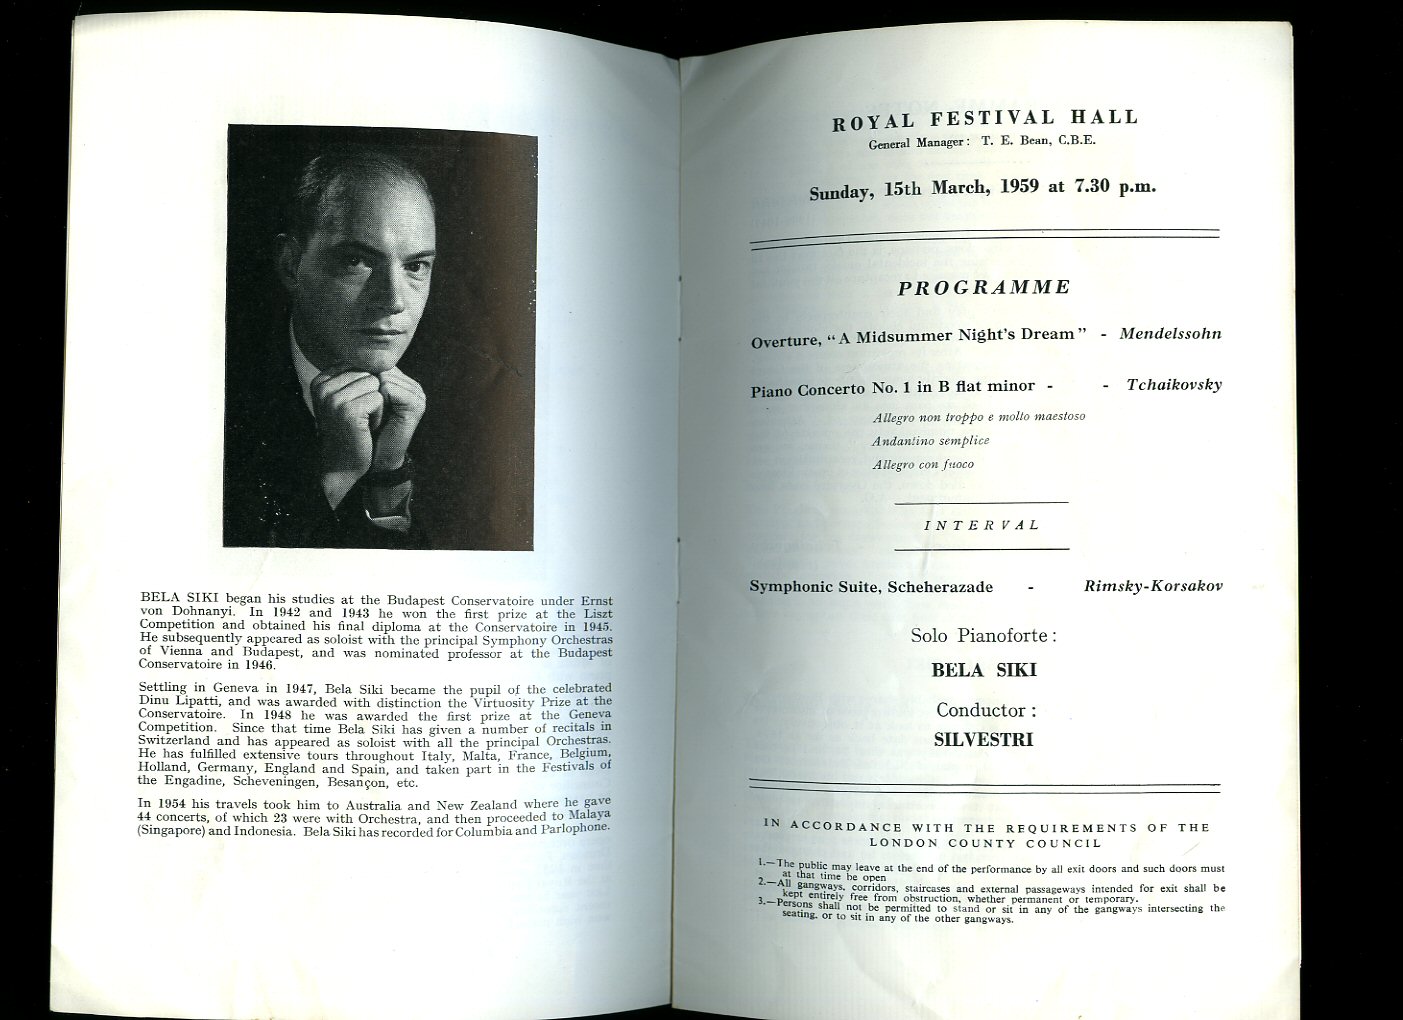 BELA SIKI began his studies at the Budapest Conservatoire under Ernst
von Dohnanyi. In 1942 and 1943 he won the first prize at the Liszt
Competition and obtained his final diploma at the Conservatoire in 1945.
He subsequently appeared as soloist with the principal Symphony Orchestras
of Vienna and Budapest, and was nominated professor at the Budapest
Conservatoire in 1946.
Settling in Geneva in 1947, Bela Siki became the pupil of the celebrated
Dinu Lipatti, and was awarded with distinction the Virtuosity Prize at the
Conservatoire. In 1948 he was awarded the first prize at the Geneva
Competition. Since that time Bela Siki has given a number of recitals in
Switzerland and has appeared as soloist with all the principal Orchestras.
He has fulfilled extensive tours throughout Italy, Malta, France, Belgium,
Holland, Germany, England and Spain, and taken part in the Festivals of
the Engadine, Scheveningen, Besançon, etc.
In 1954 his travels took him to Australia and New Zealand where he gave
44 concerts, of which 23 were with Orchestra, and then proceeded to Malaya
(Singapore) and Indonesia. Bela Siki has recorded for Columbia and Parlophone.
ROYAL FESTIVAL HALL
General Manager: T. E. Bean, C.B.E.
Sunday, 15th March, 1959 at 7.30 p.m.
PROGRAMME
Overture, "A Midsummer Night's Dream" - Mendelssohn
Piano Concerto No. 1 in B flat minor - - Tchaikovsky
Allegro non troppo e molto maestoso
Andantino semplice
Allegro con fuoco
INTERVAL
Symphonic Suite, Scheherazade - Rimsky-Korsakov
Solo Pianoforte:
BELA SIKI
Conductor:
SILVESTRI
IN ACCORDANCE WITH THE REQUIREMENTS OF THE
LONDON COUNTY COUNCIL
1.—The public may leave at the end of the performance by all exit doors and such doors must
at that time be open
2.—All gangways, corridors, staircases and external passageways intended for exit shall be
kept entirely free from obstruction, whether permanent or temporary.
3.—Persons shall not be permitted to stand or sit in any of the gangways intersecting the
seating, or to sit in any of the other gangways.